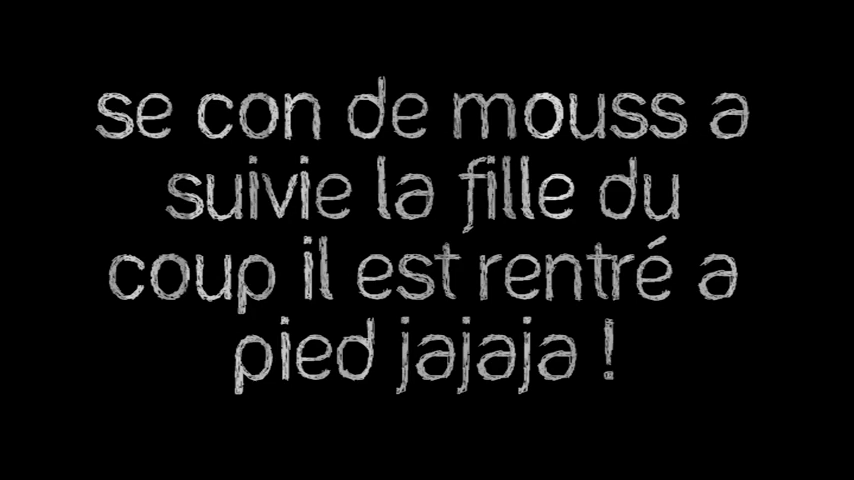 se con de mouss a
suivie la fille du
coup il est rentré a
pied jajaja !